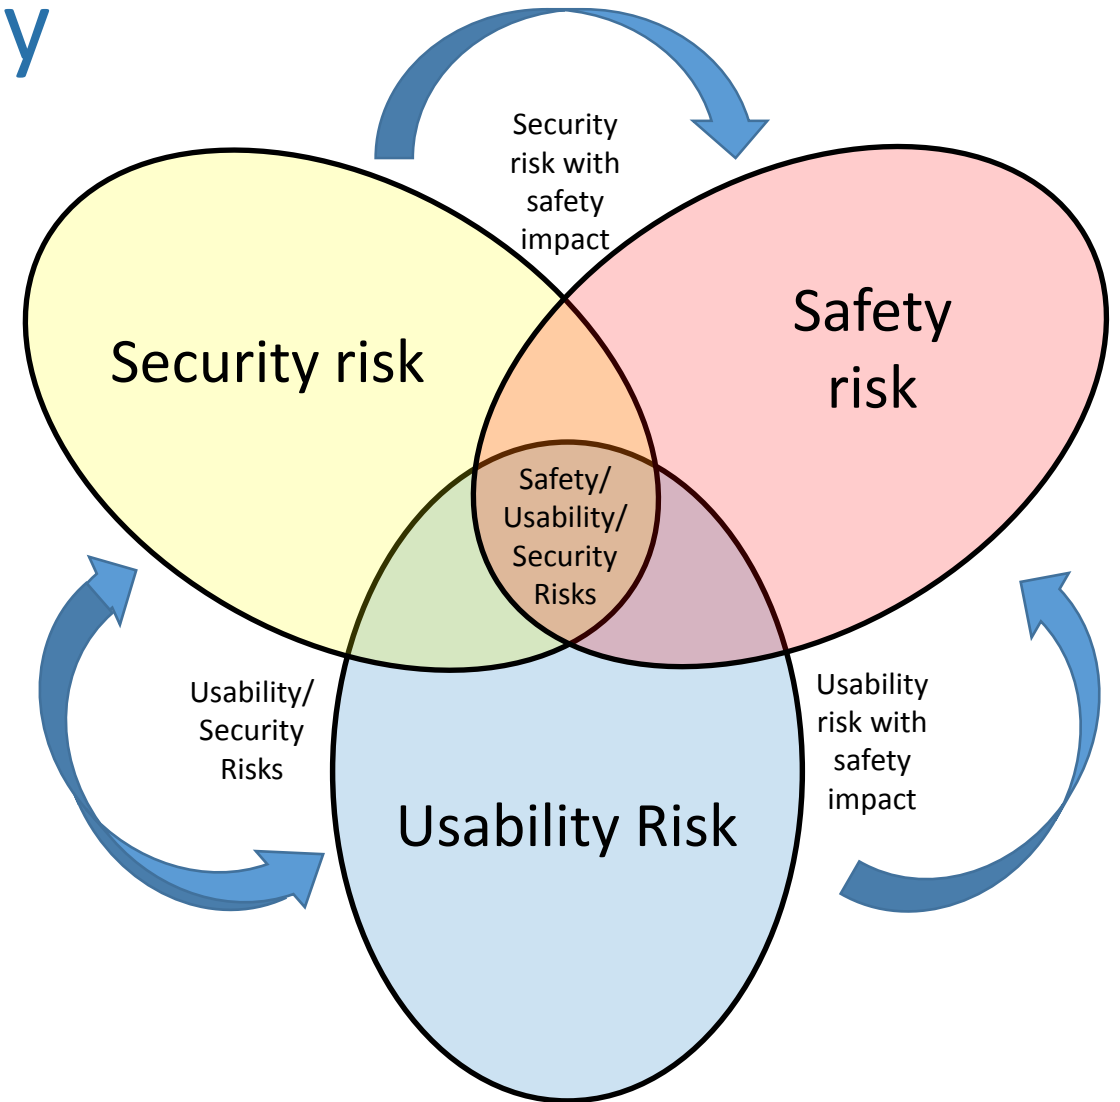 y
Security
risk with
safety
impact
Security risk
Safety
risk
Safety/
Usability/
Security
Risks
Usability/
Security
Risks
Usability
risk with
safety
impact
Usability Risk